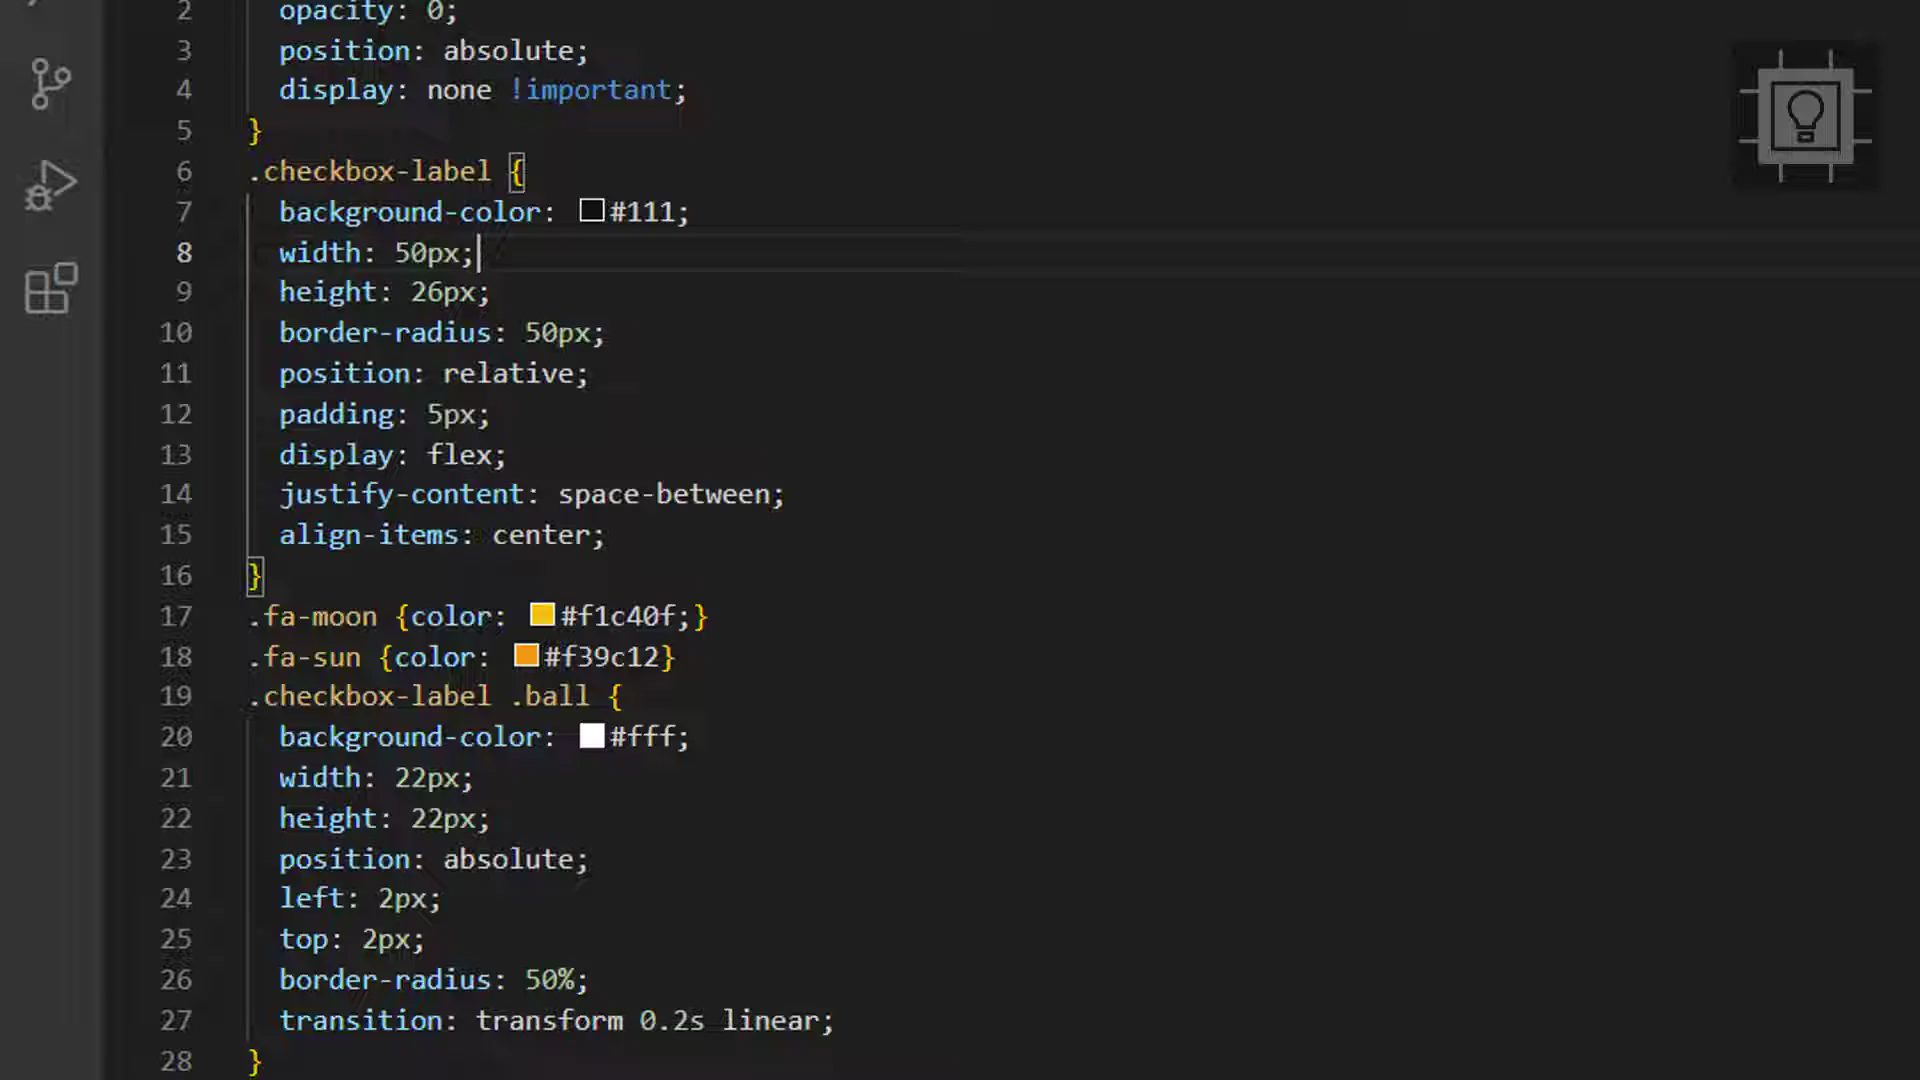 2 opacity: 0;
3 position: absolute;
4 display: none !important;
5 }
6 .checkbox-label {
7 background-color: #111;
8 width: 50px;
9 height: 26px;
10 border-radius: 50px;
11 position: relative;
12 padding: 5px;
13 display: flex;
14 justify-content: space-between;
15 align-items: center;
16 }
17 .fa-moon {color: #f1c40f;}
18 .fa-sun {color: #f39c12}
19 .checkbox-label .ball {
20 background-color: #fff;
21 width: 22px;
22 height: 22px;
23 position: absolute;
24 left: 2px;
25 top: 2px;
26 border-radius: 50%;
27 transition: transform 0.2s linear;
28 }